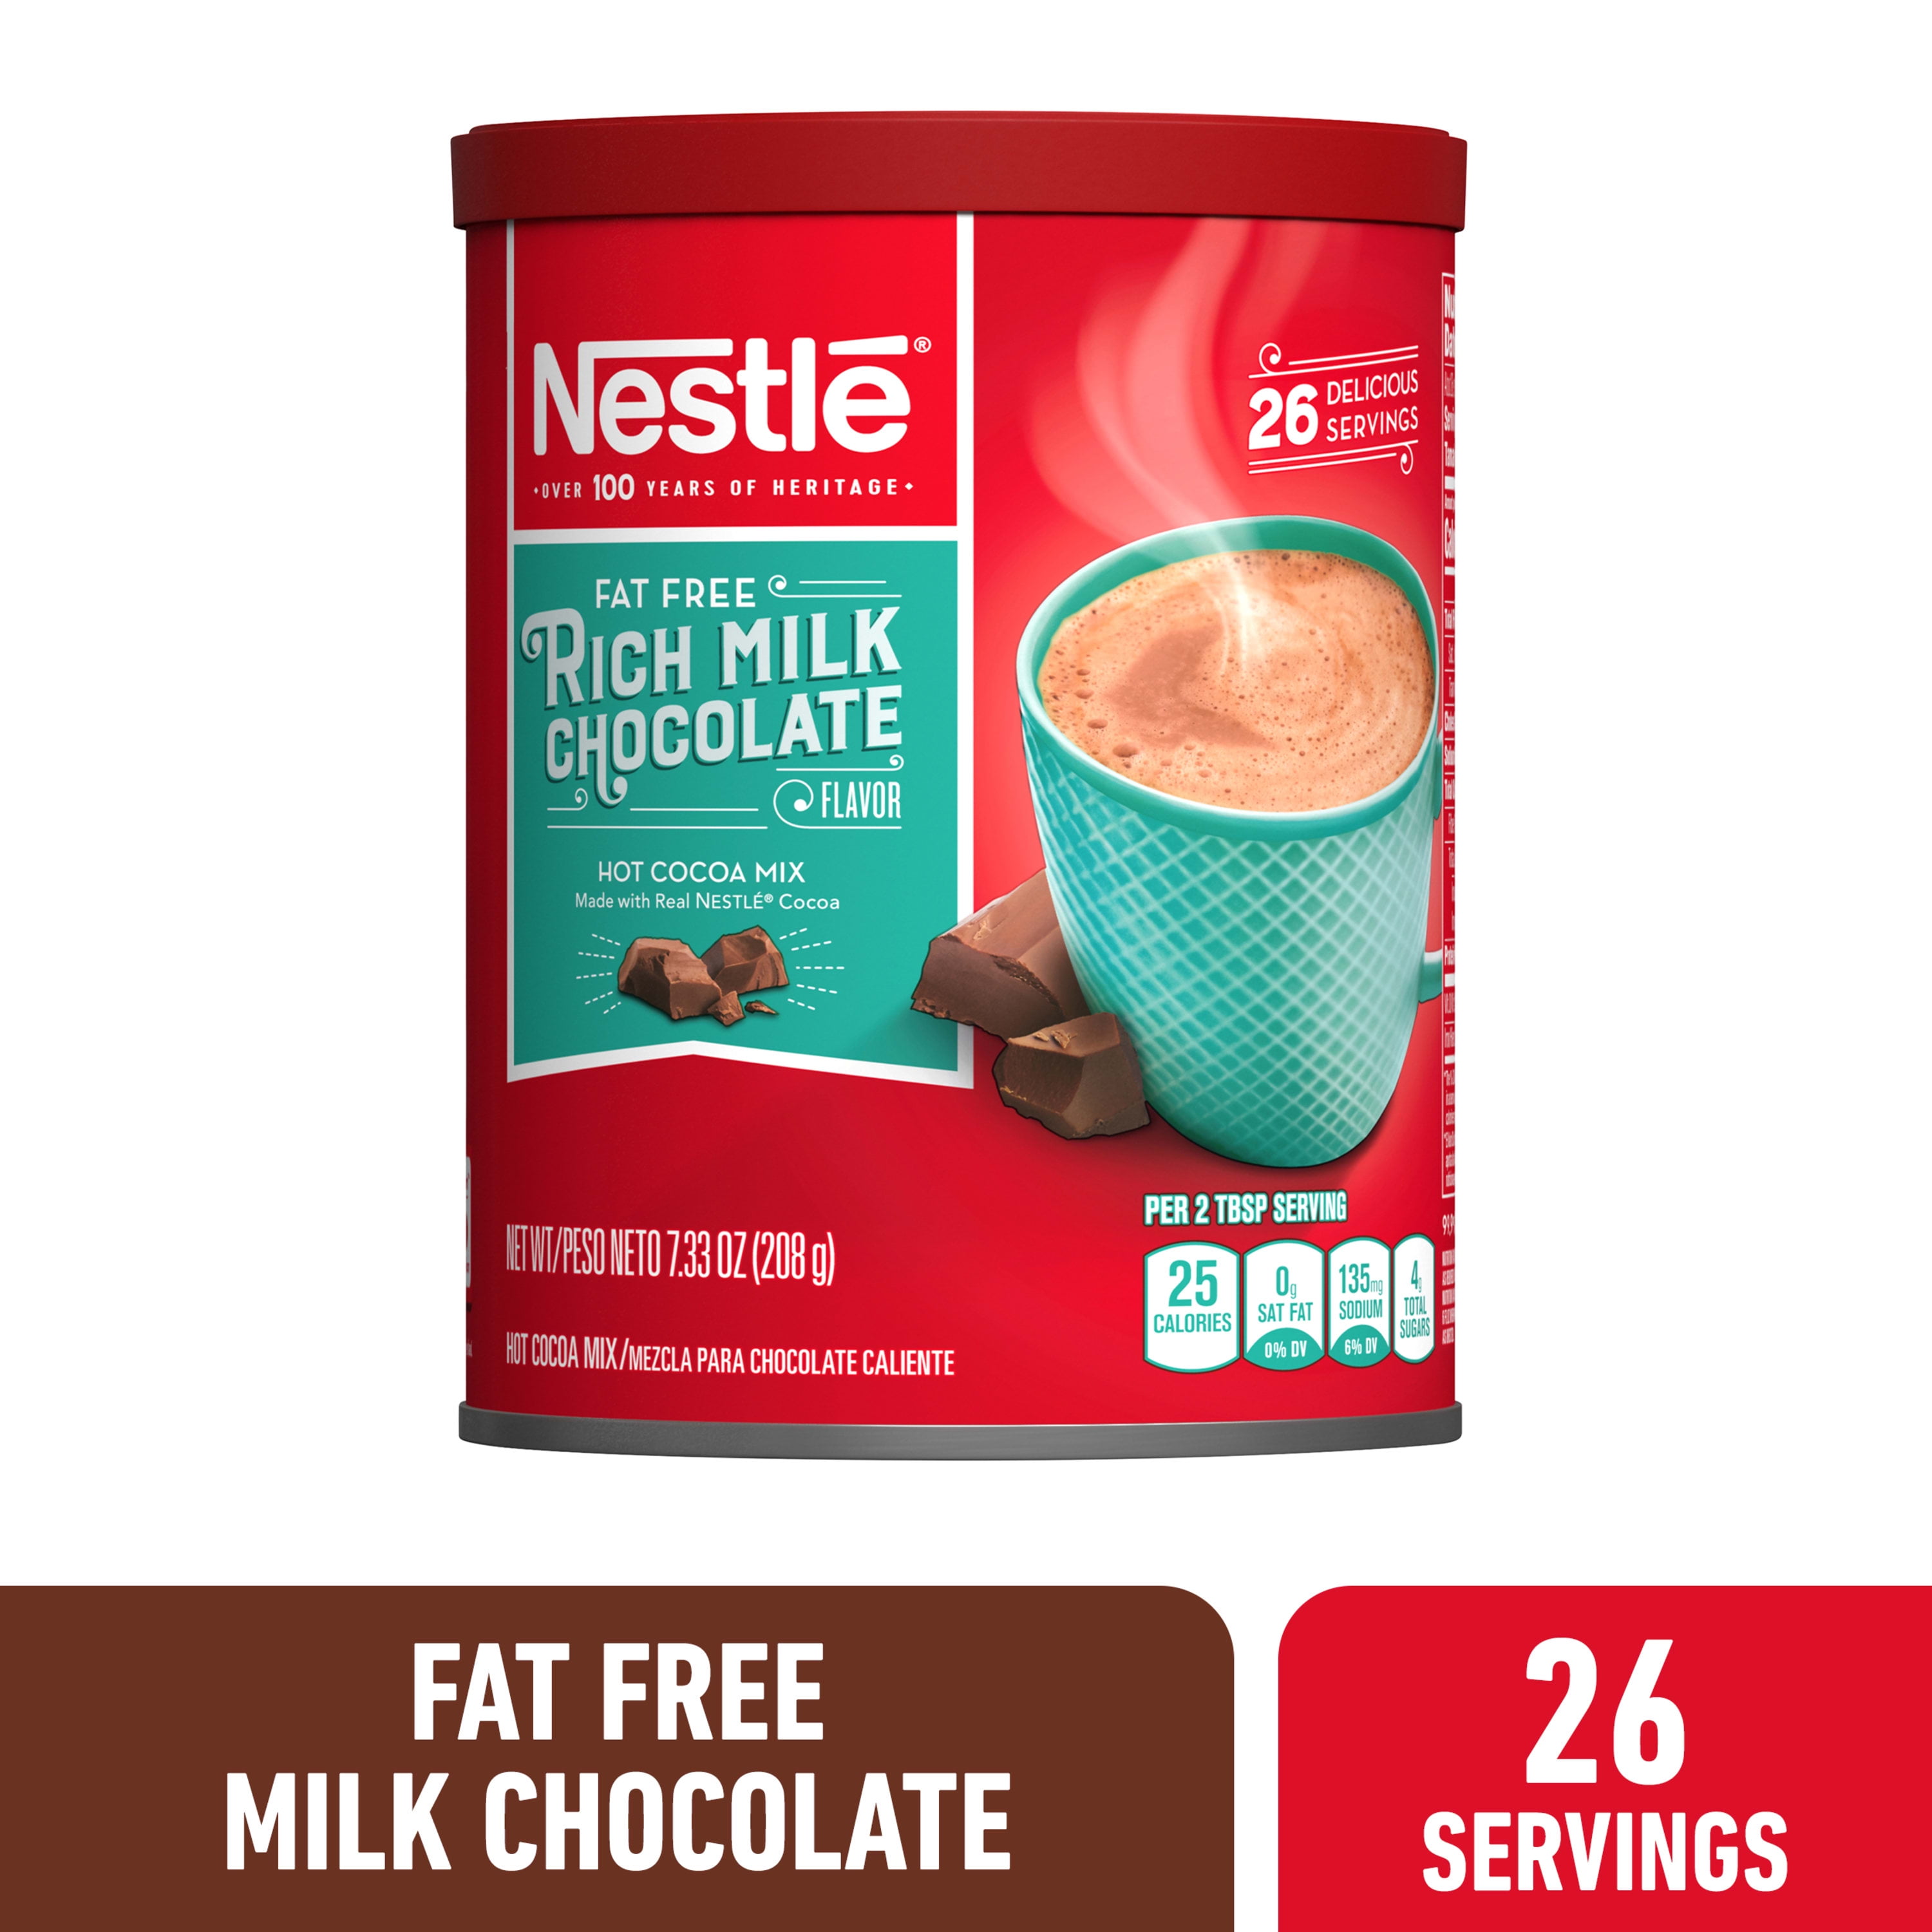 Nestlé®
OVER 100 YEARS OF HERITAGE
26 DELICIOUS
SERVINGS
FAT FREE
RICH MILK
CHOCOLATE
FLAVOR
HOT COCOA MIX
Made with Real NESTLÉ® Cocoa
NET WT/PESO NETO 7.33 OZ (208 g)
HOT COCOA MIX/MEZCLA PARA CHOCOLATE CALIENTE
PER 2 TBSP SERVING
25
CALORIES
0g
SAT FAT
0% DV
135mg
SODIUM
6% DV
4g
TOTAL
SUGARS
FAT FREE
MILK CHOCOLATE
26
SERVINGS